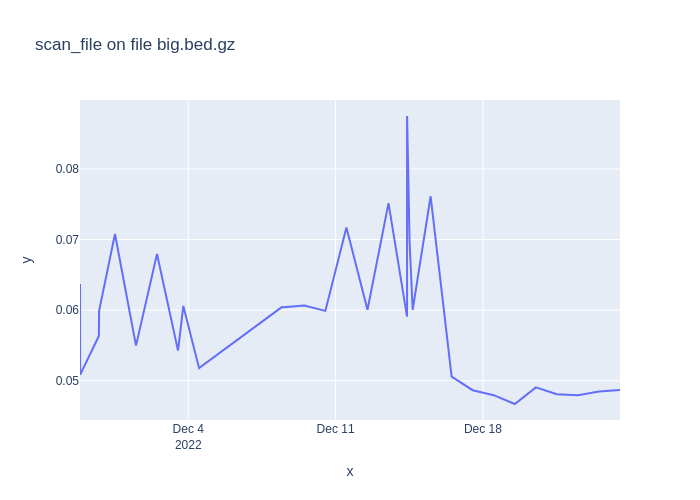 scan_file on file big.bed.gz
y
0.08
0.07
0.06
0.05
Dec 4
2022
Dec 11
Dec 18
x